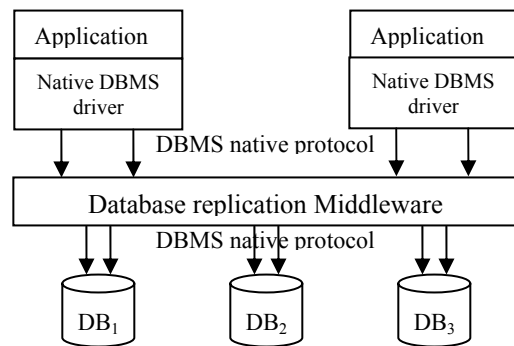 Application
Application
Native DBMS
driver
Native DBMS
driver
DBMS native protocol
Database replication Middleware
DBMS native protocol
DB₁
DB₂
DB₃